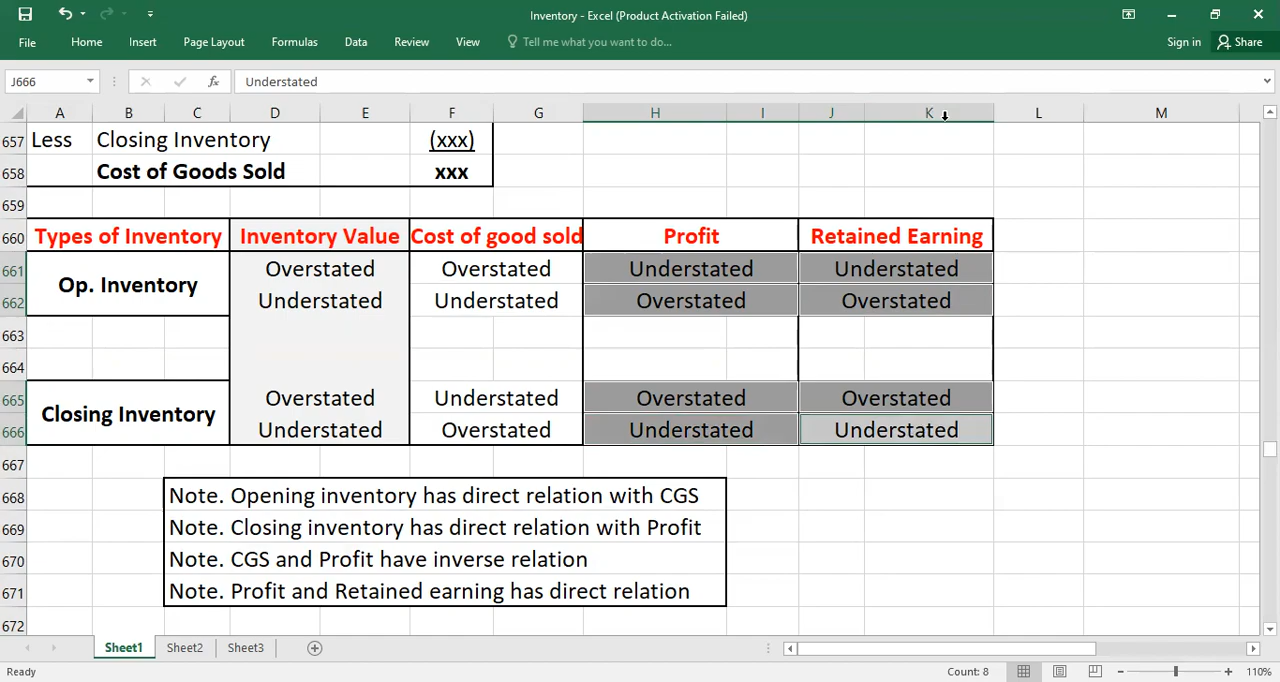 Inventory - Excel (Product Activation Failed)
File Home Insert Page Layout Formulas Data Review View Tell me what you want to do... Sign in Share
J666 fx Understated
A B C D E F G H I J K L M
657 Less Closing Inventory (xxx)
658 Cost of Goods Sold xxx
659
660 Types of Inventory Inventory Value Cost of good sold Profit Retained Earning
661 Op. Inventory Overstated Overstated Understated Understated
662 Understated Understated Overstated Overstated
663
664
665 Closing Inventory Overstated Understated Overstated Overstated
666 Understated Overstated Understated Understated
667
668 Note. Opening inventory has direct relation with CGS
669 Note. Closing inventory has direct relation with Profit
670 Note. CGS and Profit have inverse relation
671 Note. Profit and Retained earning has direct relation
672
Sheet1 Sheet2 Sheet3
Ready Count: 8 110%